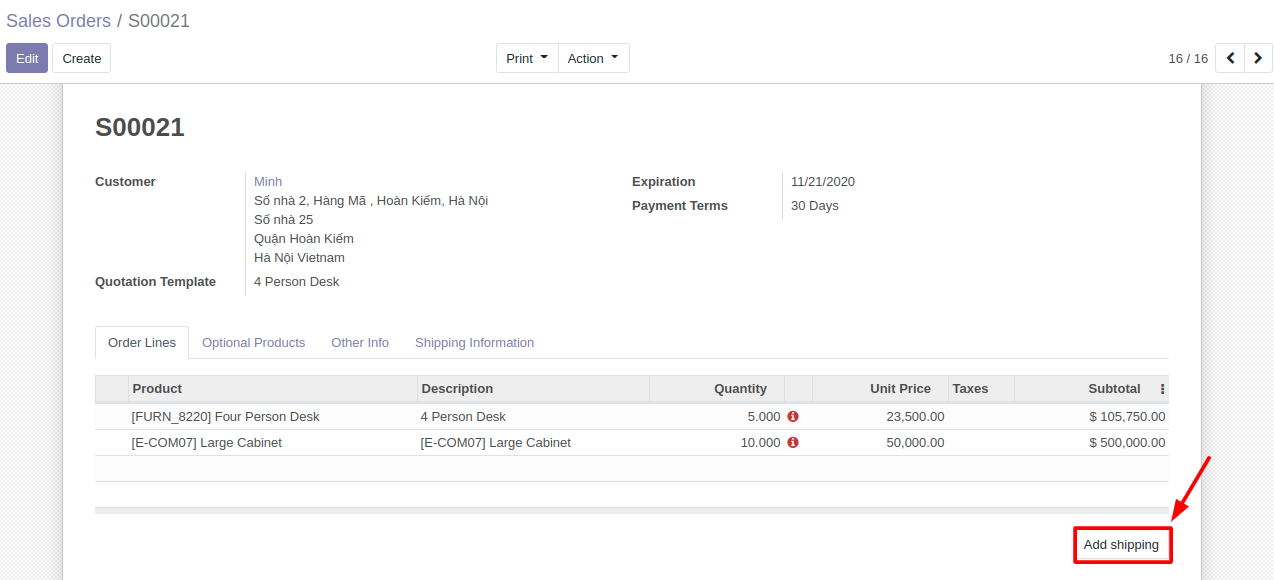 Sales Orders / S00021
Edit Create Print Action 16 / 16
S00021
Customer Minh Expiration 11/21/2020
Số nhà 2, Hàng Mã , Hoàn Kiếm, Hà Nội Payment Terms 30 Days
Số nhà 25
Quận Hoàn Kiếm
Hà Nội Vietnam
Quotation Template 4 Person Desk
Order Lines Optional Products Other Info Shipping Information
Product Description Quantity Unit Price Taxes Subtotal
[FURN_8220] Four Person Desk 4 Person Desk 5.000 23,500.00 $ 105,750.00
[E-COM07] Large Cabinet [E-COM07] Large Cabinet 10.000 50,000.00 $ 500,000.00
Add shipping